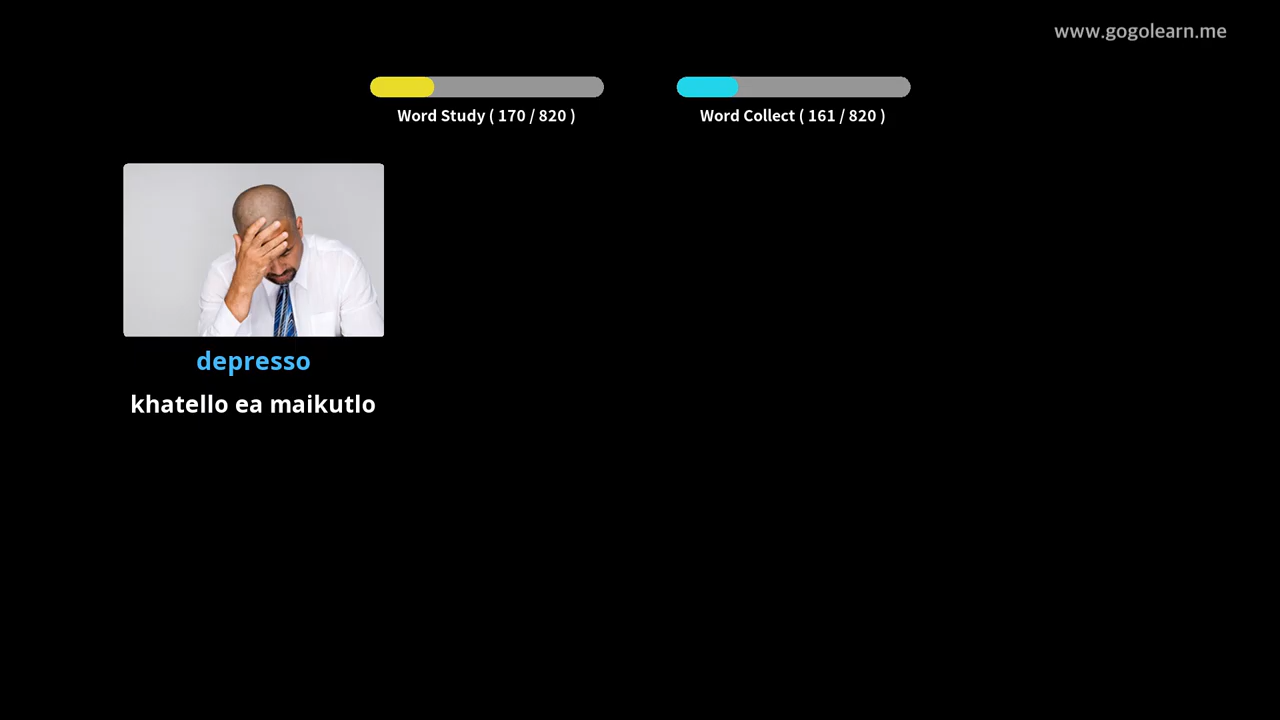 www.gogolearn.me
Word Study ( 170 / 820 )
Word Collect ( 161 / 820 )
depresso
khatello ea maikutlo